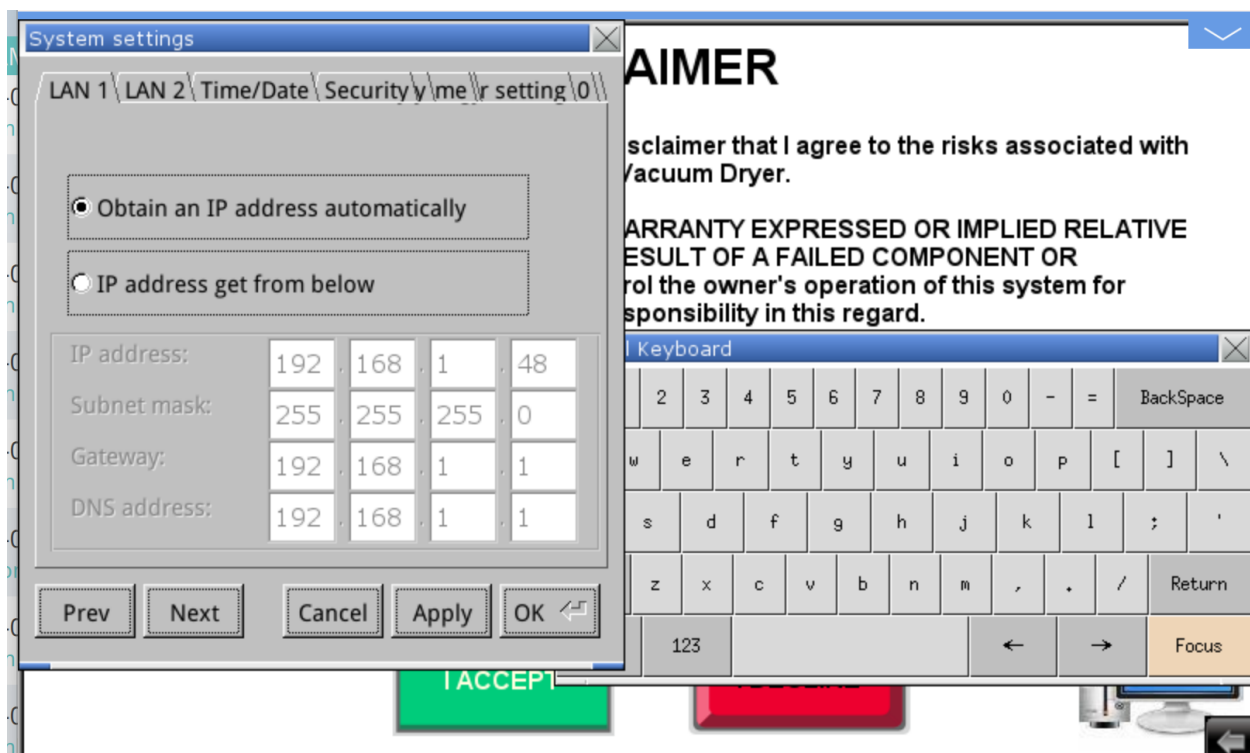 System settings
LAN 1 LAN 2 Time/Date Security y me r setting 0
Obtain an IP address automatically
IP address get from below
IP address: 192 . 168 . 1 . 48
Subnet mask: 255 . 255 . 255 . 0
Gateway: 192 . 168 . 1 . 1
DNS address: 192 . 168 . 1 . 1
Prev Next Cancel Apply OK
AIMER
sclaimer that I agree to the risks associated with
Vacuum Dryer.
ARRANTY EXPRESSED OR IMPLIED RELATIVE
ESULT OF A FAILED COMPONENT OR
rol the owner's operation of this system for
sponsibility in this regard.
l Keyboard
2 3 4 5 6 7 8 9 0 - = BackSpace
w e r t y u i o p [ ] \
s d f g h j k l ; '
z x c v b n m , . / Return
123 ← → Focus
I ACCEPT